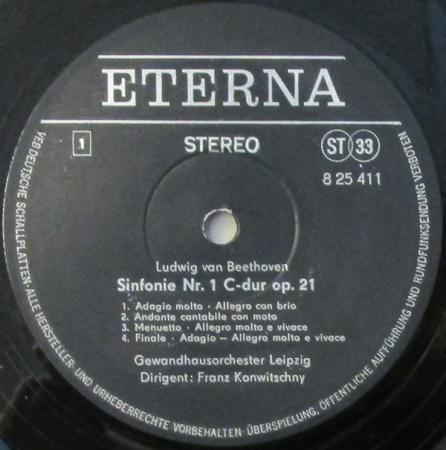 ETERNA
1
STEREO
ST 33
8 25 411
Ludwig van Beethoven
Sinfonie Nr. 1 C-dur op. 21
1. Adagio molto · Allegro con brio
2. Andante cantabile con moto
3. Menuetto · Allegro molto e vivace
4. Finale · Adagio — Allegro molto e vivace
Gewandhausorchester Leipzig
Dirigent: Franz Konwitschny
VEB DEUTSCHE SCHALLPLATTEN · ALLE HERSTELLER- UND URHEBERRECHTE VORBEHALTEN · ÜBERSPIELUNG, ÖFFENTLICHE AUFFÜHRUNG UND RUNDFUNKSENDUNG VERBOTEN